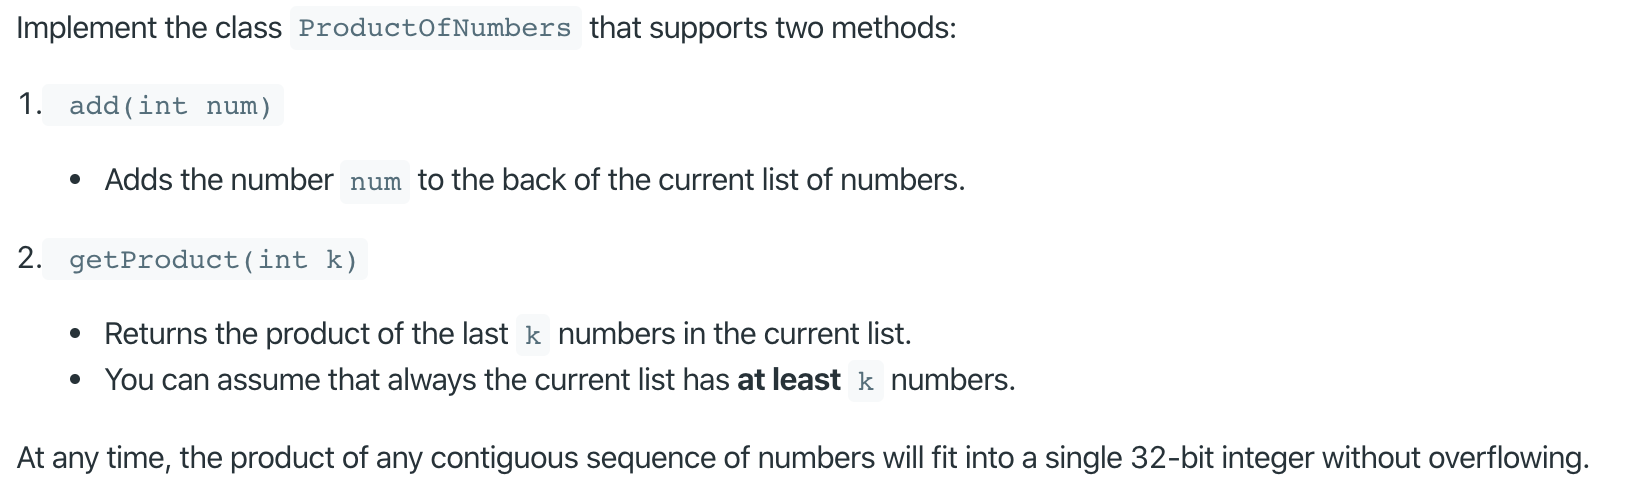 Implement the class ProductOfNumbers that supports two methods:
1. add(int num)
• Adds the number num to the back of the current list of numbers.
2. getProduct(int k)
• Returns the product of the last k numbers in the current list.
• You can assume that always the current list has at least k numbers.
At any time, the product of any contiguous sequence of numbers will fit into a single 32-bit integer without overflowing.